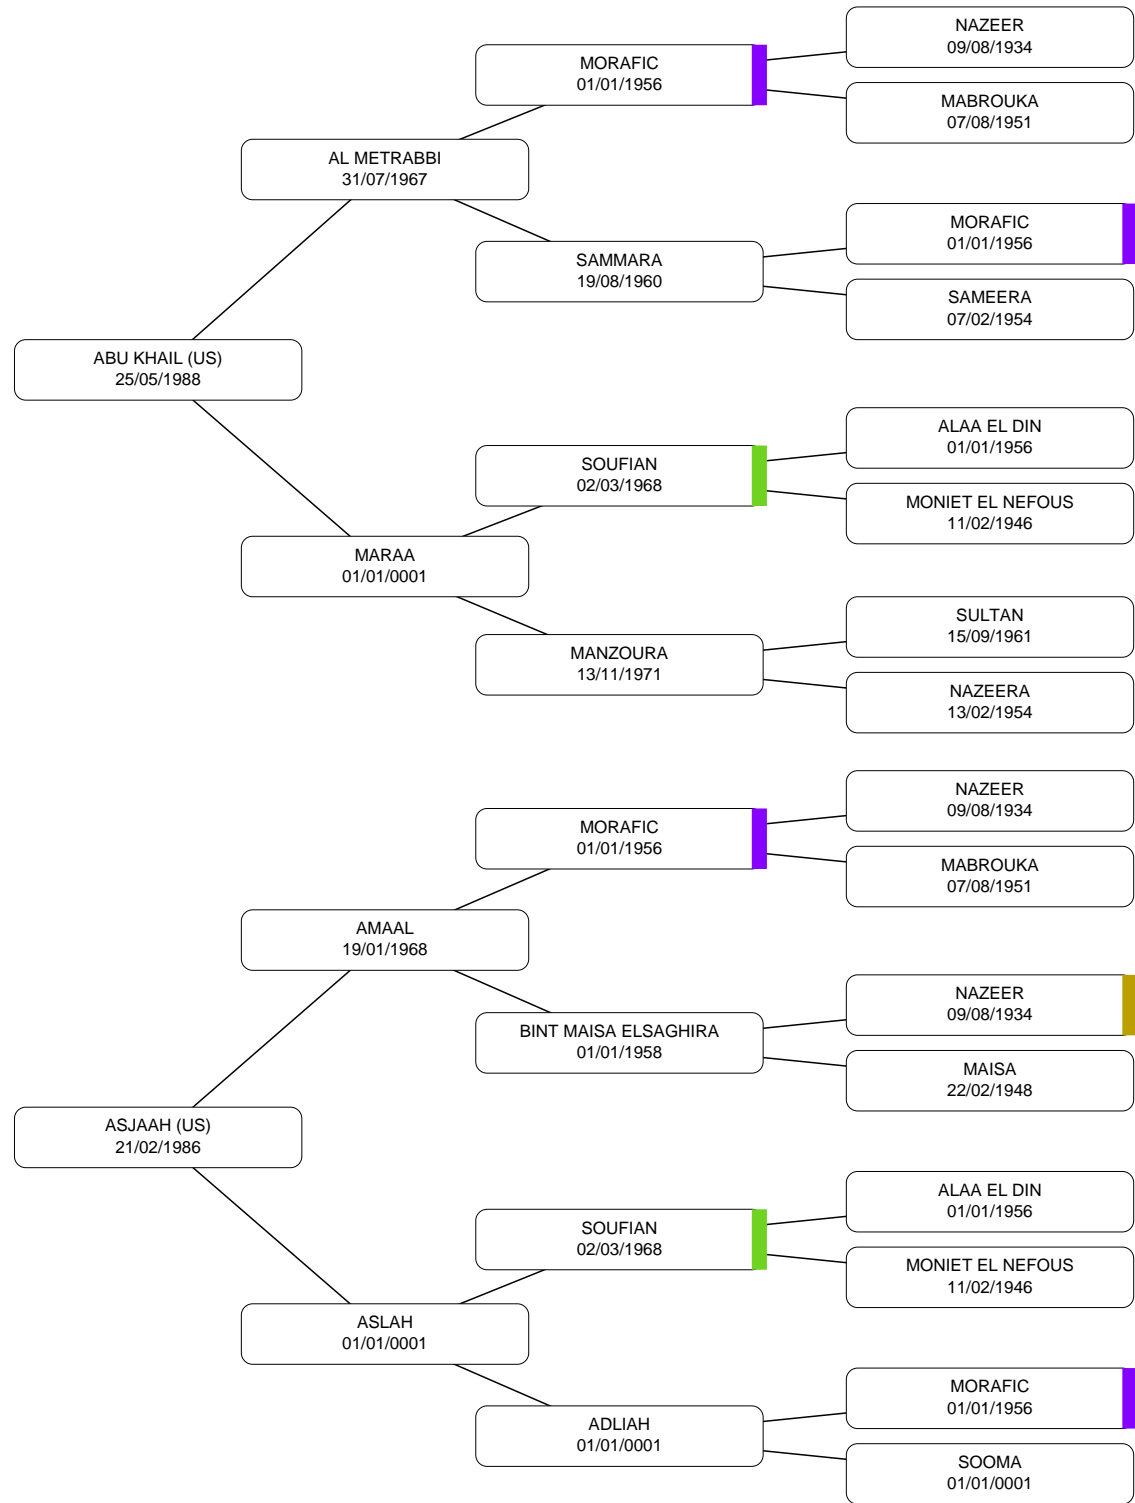 NAZEER
09/08/1934
MORAFIC
01/01/1956
MABROUKA
07/08/1951
AL METRABBI
31/07/1967
MORAFIC
01/01/1956
SAMMARA
19/08/1960
SAMEERA
07/02/1954
ABU KHAIL (US)
25/05/1988
ALAA EL DIN
01/01/1956
SOUFIAN
02/03/1968
MONIET EL NEFOUS
11/02/1946
MARAA
01/01/0001
SULTAN
15/09/1961
MANZOURA
13/11/1971
NAZEERA
13/02/1954
NAZEER
09/08/1934
MORAFIC
01/01/1956
MABROUKA
07/08/1951
AMAAL
19/01/1968
NAZEER
09/08/1934
BINT MAISA ELSAGHIRA
01/01/1958
MAISA
22/02/1948
ASJAAH (US)
21/02/1986
ALAA EL DIN
01/01/1956
SOUFIAN
02/03/1968
MONIET EL NEFOUS
11/02/1946
ASLAH
01/01/0001
MORAFIC
01/01/1956
ADLIAH
01/01/0001
SOOMA
01/01/0001